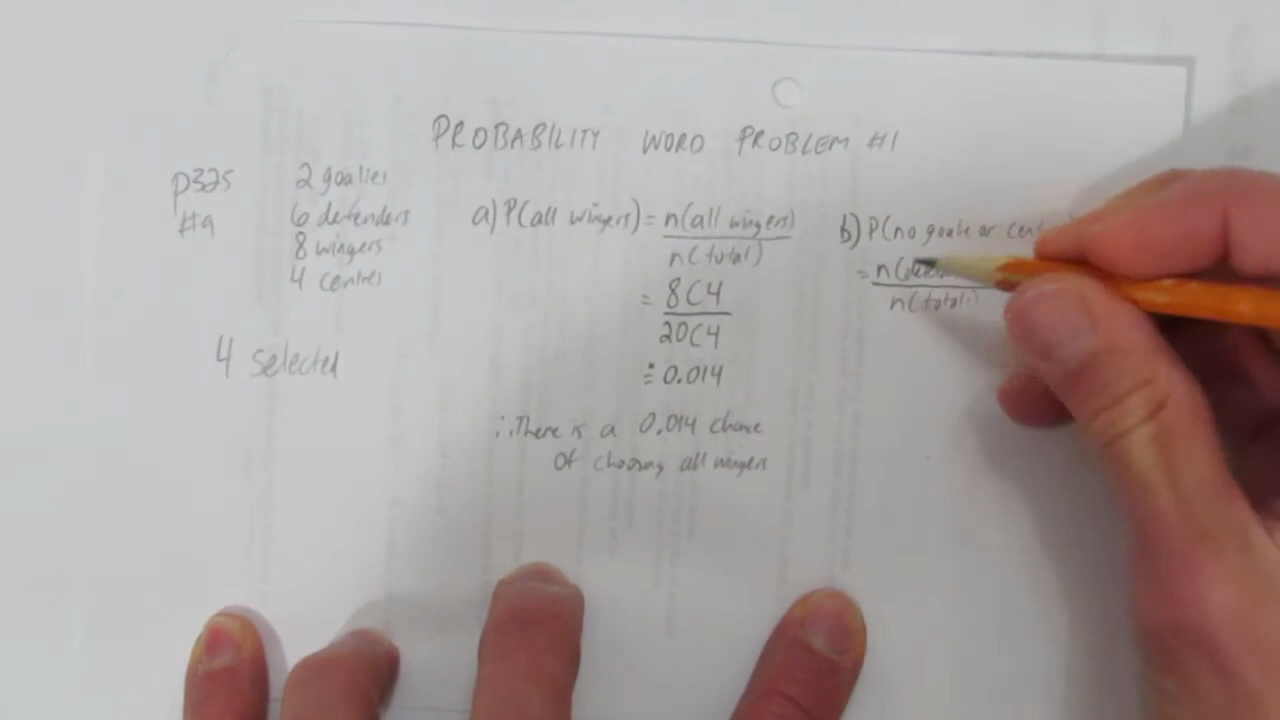 PROBABILITY WORD PROBLEM #1
p325
#9
2 goalies
6 defenders
8 wingers
4 centres
4 selected
a) P(all wingers) = n(all wingers)
n(total)
= 8C4
20C4
≐ 0.014
∴ There is a 0.014 chance
of choosing all wingers
b) P(no goalie or
= n(
n(total)